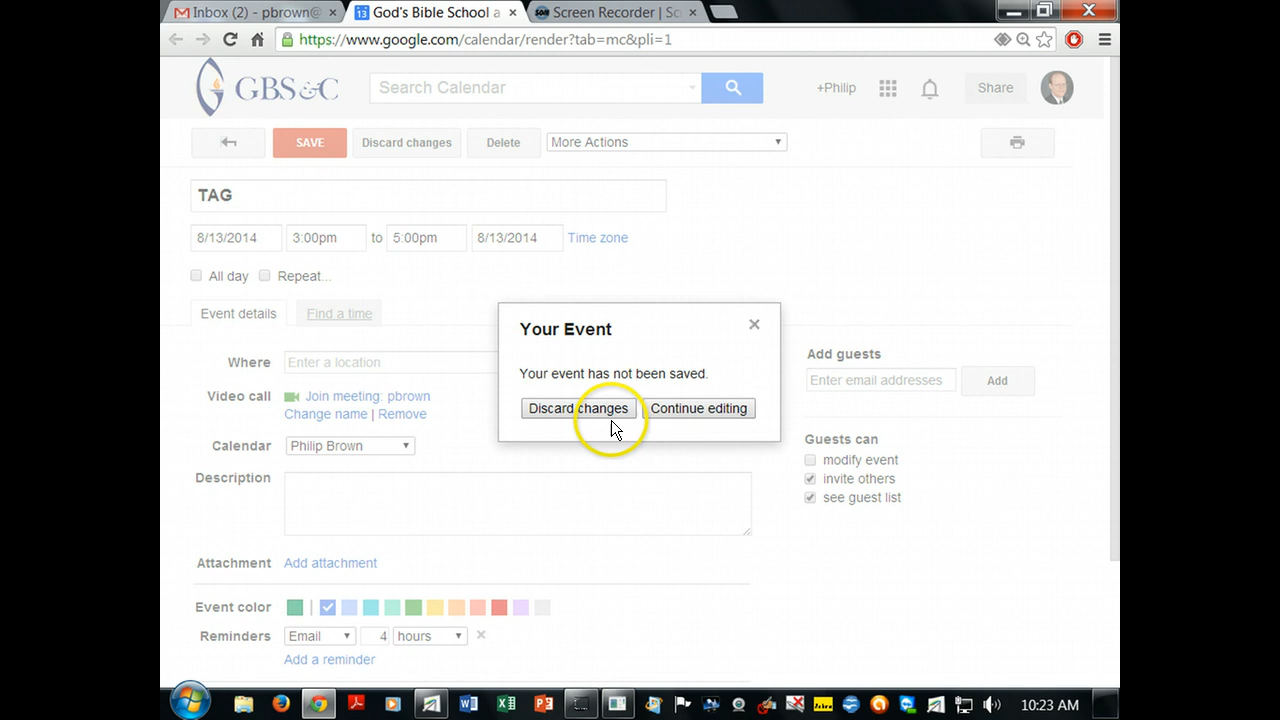 Inbox (2) - pbrown@ × God's Bible School a × Screen Recorder | Sc ×
https://www.google.com/calendar/render?tab=mc&pli=1
GBS&C Search Calendar +Philip Share
SAVE Discard changes Delete More Actions
TAG
8/13/2014 3:00pm to 5:00pm 8/13/2014 Time zone
All day Repeat...
Event details Find a time
Your Event
Your event has not been saved.
Discard changes Continue editing
Where Enter a location
Video call Join meeting: pbrown
Change name | Remove
Calendar Philip Brown
Description
Attachment Add attachment
Event color
Reminders Email 4 hours
Add a reminder
Add guests
Enter email addresses Add
Guests can
modify event
invite others
see guest list
10:23 AM